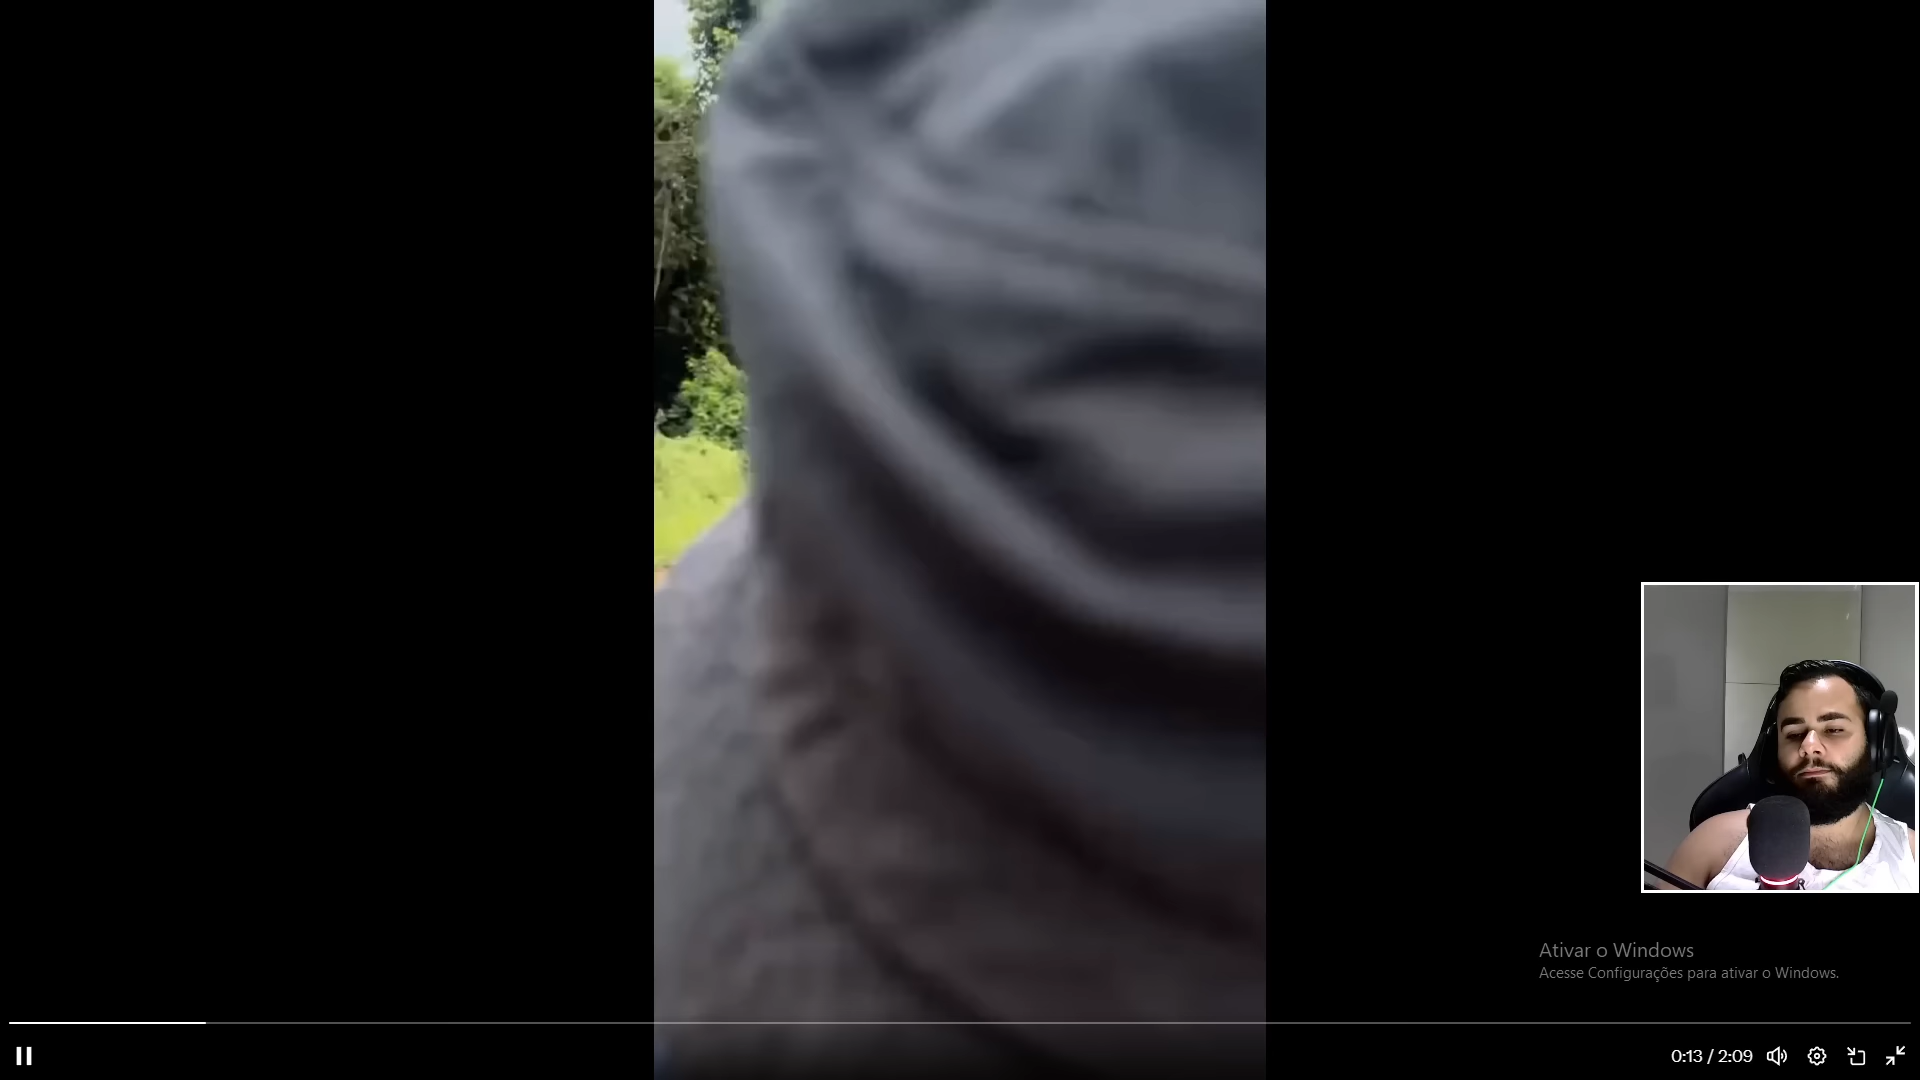 Ativar o Windows
Acesse Configurações para ativar o Windows.
0:13 / 2:09